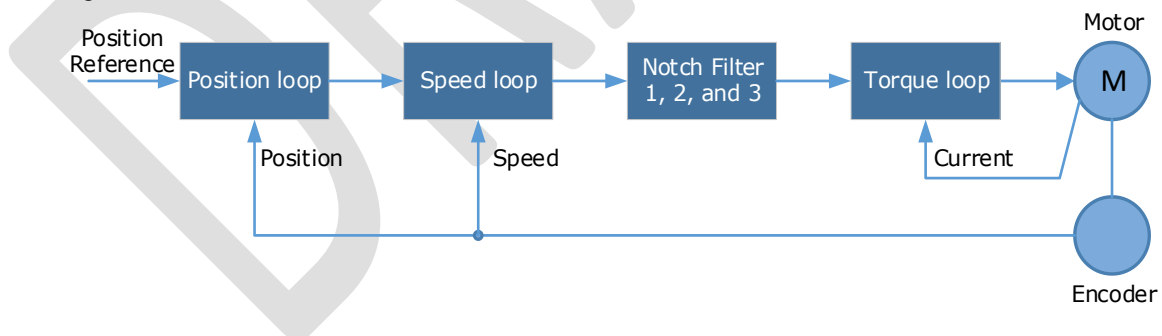 Motor
Position
Reference
Position loop
Speed loop
Notch Filter
1, 2, and 3
Torque loop
M
Position
Speed
Current
Encoder